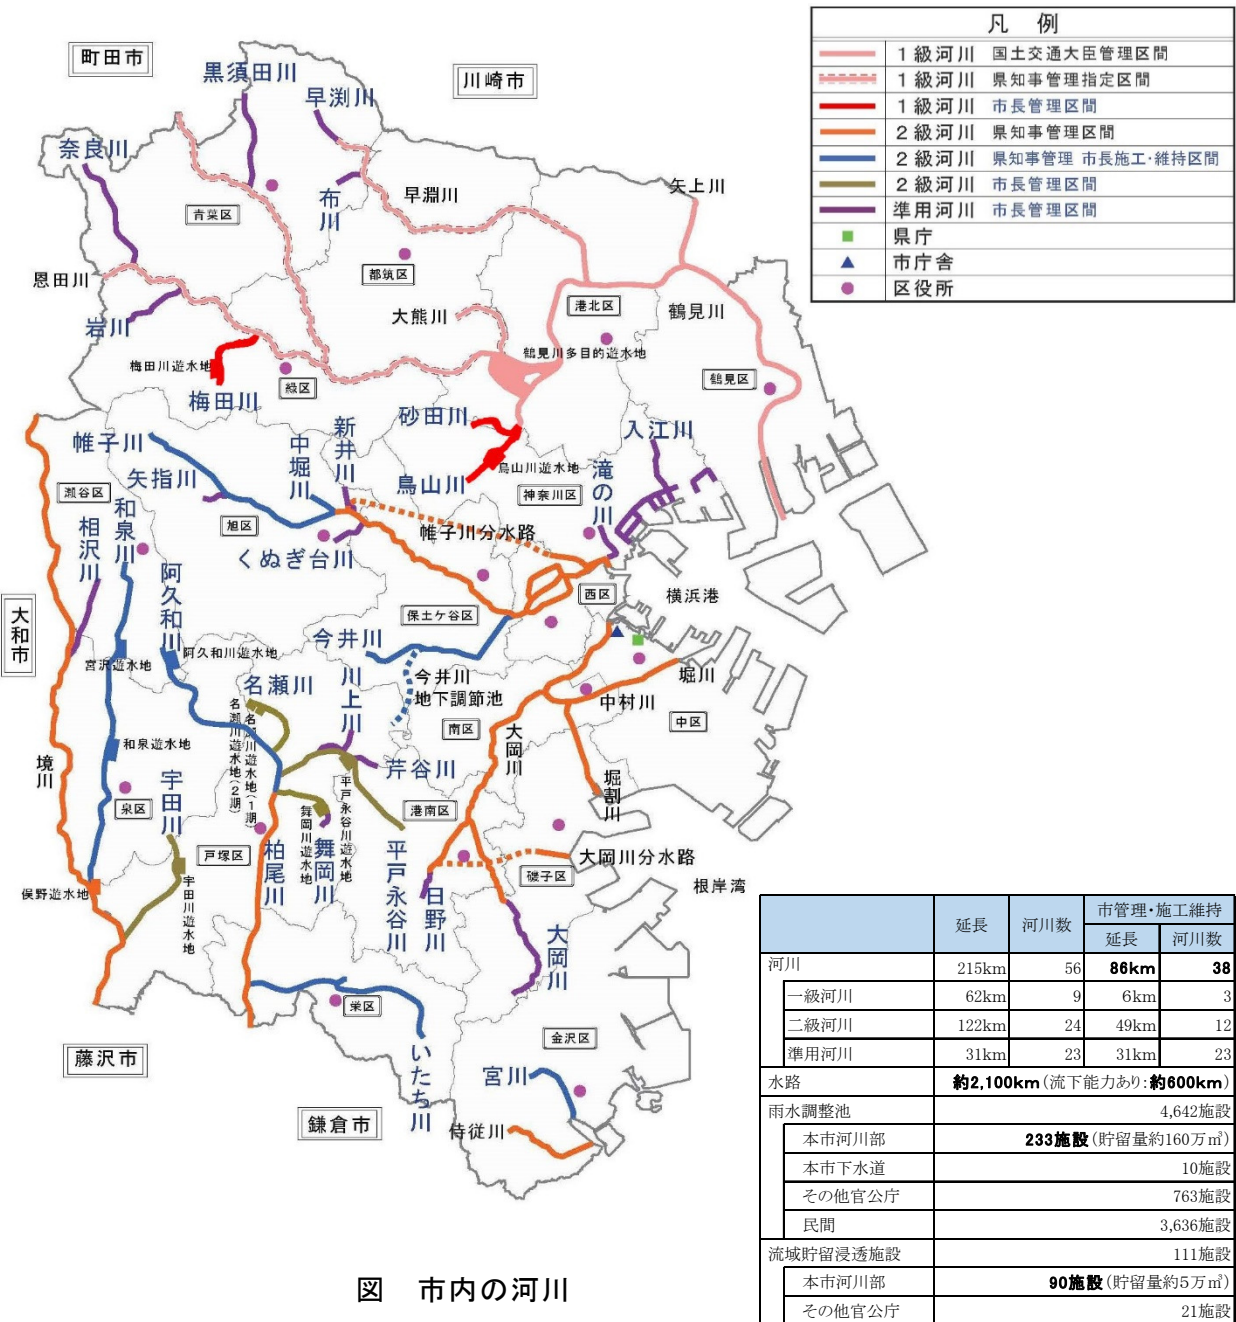 町田市
川崎市
大和市
藤沢市
鎌倉市
凡 例
1級河川 国土交通大臣管理区間
1級河川 県知事管理指定区間
1級河川 市長管理区間
2級河川 県知事管理区間
2級河川 県知事管理 市長施工・維持区間
2級河川 市長管理区間
準用河川 市長管理区間
県庁
市庁舎
区役所
黒須田川
早渕川
奈良川
布川
早淵川
矢上川
青葉区
恩田川
都筑区
岩川
大熊川
港北区
鶴見川
梅田川遊水地
鶴見川多目的遊水地
緑区
鶴見区
梅田川
砂田川
新井川
中堀川
帷子川
入江川
矢指川
鳥山川遊水地
鳥山川
神奈川区
滝の川
瀬谷区
和泉川
相沢川
旭区
帷子川分水路
くぬぎ台川
阿久和川
西区
横浜港
保土ケ谷区
今井川
宮沢遊水地
阿久和川遊水地
今井川
地下調節池
川上川
堀川
名瀬川
中村川
中区
名瀬川遊水地(2期)
名瀬川遊水地(1期)
南区
大岡川
和泉遊水地
境川
芹谷川
宇田川
堀割川
平戸永谷川遊水地
舞岡川遊水地
泉区
港南区
戸塚区
柏尾川
舞岡川
平戸永谷川
大岡川分水路
磯子区
根岸湾
俣野遊水地
宇田川遊水地
日野川
大岡川
栄区
金沢区
いたち川
宮川
侍従川
図 市内の河川
延長 河川数 市管理・施工維持
延長 河川数
河川 215km 56 86km 38
一級河川 62km 9 6km 3
二級河川 122km 24 49km 12
準用河川 31km 23 31km 23
水路 約2,100km(流下能力あり:約600km)
雨水調整池 4,642施設
本市河川部 233施設(貯留量約160万㎥)
本市下水道 10施設
その他官公庁 763施設
民間 3,636施設
流域貯留浸透施設 111施設
本市河川部 90施設(貯留量約5万㎥)
その他官公庁 21施設